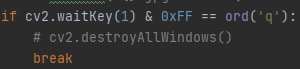 if cv2.waitKey(1) & 0xFF == ord('q'):
# cv2.destroyAllWindows()
break